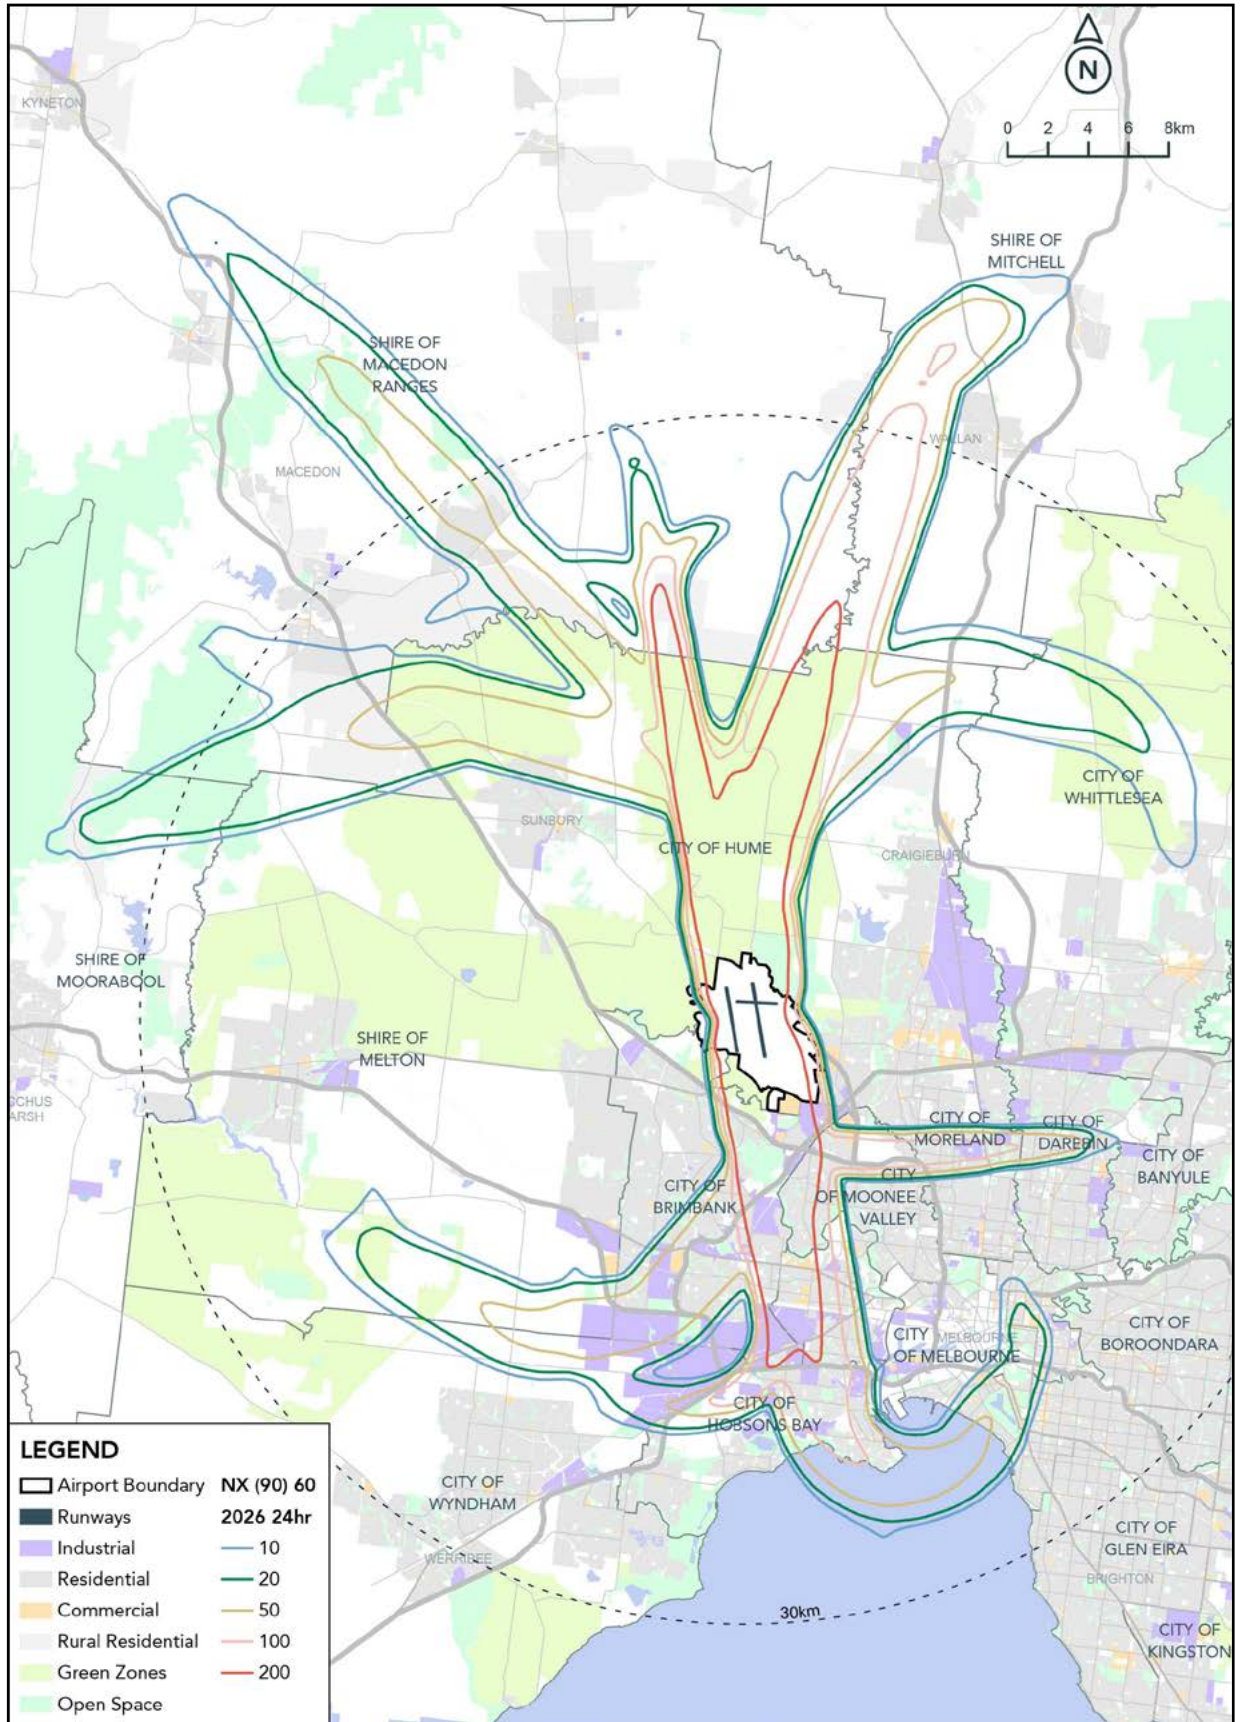 N
0 2 4 6 8km
KYNETON
SHIRE OF
MITCHELL
SHIRE OF
MACEDON
RANGES
WALLAN
MACEDON
CITY OF
WHITTLESEA
SUNBURY
CITY OF HUME
CRAIGIEBURN
SHIRE OF
MOORABOOL
SHIRE OF
MELTON
CCHUS
ARSH
CITY OF
MORELAND
CITY OF
DAREBIN
CITY OF
BANYULE
CITY OF
BRIMBANK
CITY
OF MOONEE
VALLEY
CITY
OF MELBOURNE
MELBOURNE
CITY OF
BOROONDARA
CITY OF
HOBSONS BAY
CITY OF
WYNDHAM
WERRIBEE
CITY OF
GLEN EIRA
BRIGHTON
30km
CITY OF
KINGSTON
LEGEND
Airport Boundary NX (90) 60
Runways 2026 24hr
Industrial 10
Residential 20
Commercial 50
Rural Residential 100
Green Zones 200
Open Space